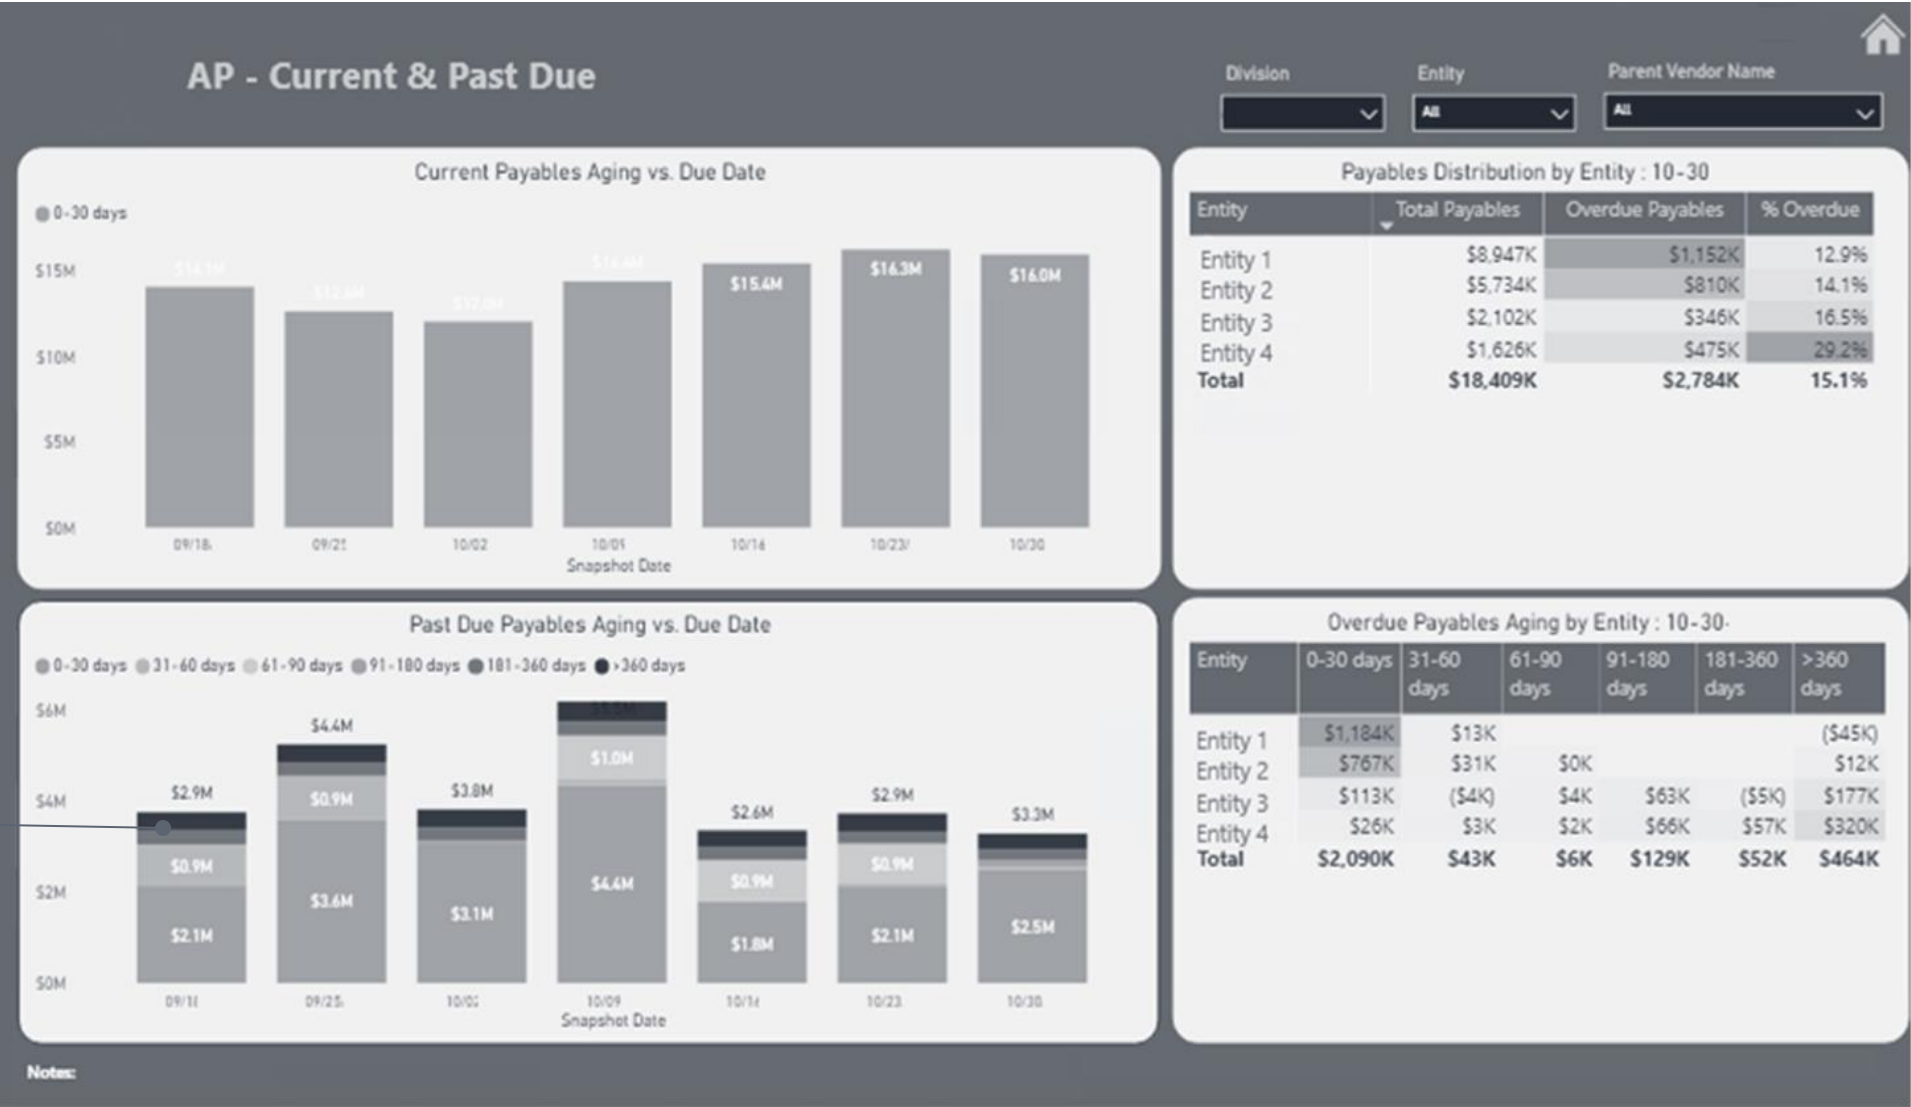 AP - Current & Past Due
Division
Entity
Parent Vendor Name
All
All
Current Payables Aging vs. Due Date
0-30 days
$15M
$10M
$5M
$0M
$15.4M
$16.3M
$16.0M
10/02
10/16
10/23/
10/30
Snapshot Date
Payables Distribution by Entity : 10-30
Entity Total Payables Overdue Payables % Overdue
Entity 1 $8,947K $1,152K 12.9%
Entity 2 $5,734K $810K 14.1%
Entity 3 $2,102K $346K 16.5%
Entity 4 $1,626K $475K 29.2%
Total $18,409K $2,784K 15.1%
Past Due Payables Aging vs. Due Date
0-30 days 31-60 days 61-90 days 91-180 days 181-360 days >360 days
$6M
$4M
$2M
$0M
$2.9M
$0.9M
$2.1M
$4.4M
$0.9M
$3.6M
$3.8M
$3.1M
$1.0M
$4.4M
$2.6M
$0.9M
$1.8M
$2.9M
$0.9M
$2.1M
$3.3M
$2.5M
09/25
10/09
10/23
10/30
Snapshot Date
Overdue Payables Aging by Entity : 10-30-
Entity 0-30 days 31-60 days 61-90 days 91-180 days 181-360 days >360 days
Entity 1 $1,184K $13K ($45K)
Entity 2 $767K $31K $0K $12K
Entity 3 $113K ($4K) $4K $63K ($5K) $177K
Entity 4 $26K $3K $2K $66K $57K $320K
Total $2,090K $43K $6K $129K $52K $464K
Notes: